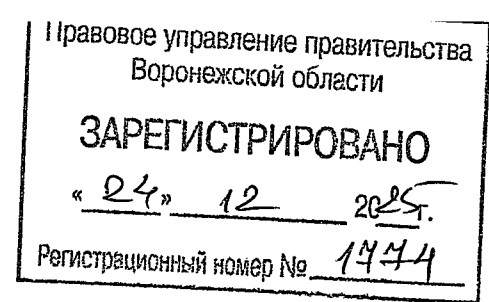 Правовое управление правительства
Воронежской области
ЗАРЕГИСТРИРОВАНО
« 24 » 12 2025 г.
Регистрационный номер № 1774